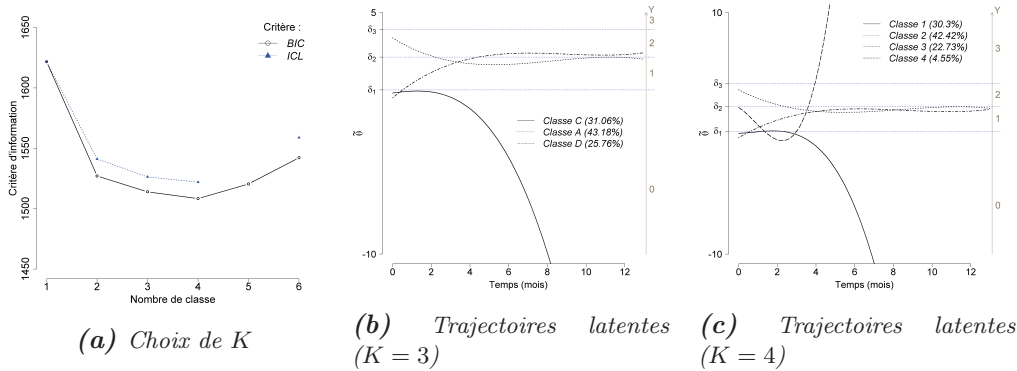 1650
1600
1550
1500
1450
Critère d'information
Critère :
BIC
ICL
1 2 3 4 5 6
Nombre de classe
(a) Choix de K
5
-10
δ3
δ2
δ1
θ̃
Y
3
2
1
0
Classe C (31.06%)
Classe A (43.18%)
Classe D (25.76%)
0 2 4 6 8 10 12
Temps (mois)
(b) Trajectoires latentes
(K = 3)
10
-10
δ3
δ2
δ1
θ̃
Y
3
2
1
0
Classe 1 (30.3%)
Classe 2 (42.42%)
Classe 3 (22.73%)
Classe 4 (4.55%)
0 2 4 6 8 10 12
Temps (mois)
(c) Trajectoires latentes
(K = 4)